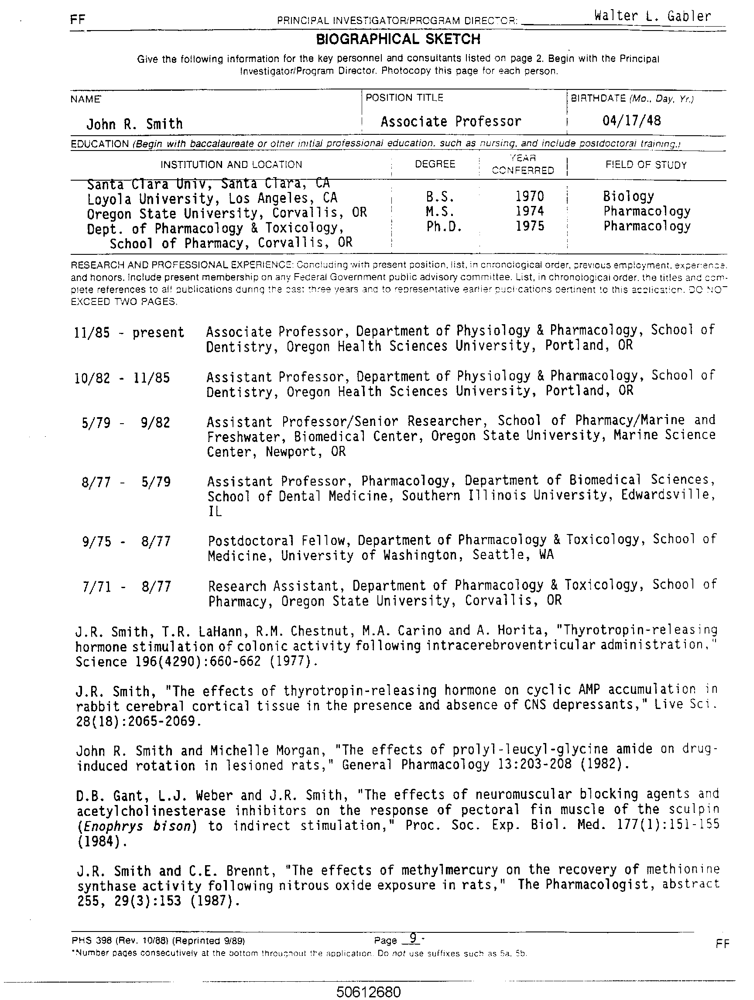 FF
PRINCIPAL INVESTIGATOR/PROGRAM DIRECTOR: Walter L. Gabler
BIOGRAPHICAL SKETCH
Give the following information for the key personnel and consultants listed on page 2. Begin with the Principal
Investigator/Program Director. Photocopy this page for each person.
NAME POSITION TITLE BIRTHDATE (Mo., Day, Yr.)
John R. Smith Associate Professor 04/17/48
EDUCATION (Begin with baccalaureate or other initial professional education, such as nursing, and include postdoctoral training.)
INSTITUTION AND LOCATION DEGREE YEAR CONFERRED FIELD OF STUDY
Santa Clara Univ, Santa Clara, CA
Loyola University, Los Angeles, CA B.S. 1970 Biology
Oregon State University, Corvallis, OR M.S. 1974 Pharmacology
Dept. of Pharmacology & Toxicology, Ph.D. 1975 Pharmacology
School of Pharmacy, Corvallis, OR
RESEARCH AND PROFESSIONAL EXPERIENCE: Concluding with present position, list, in chronological order, previous employment, experience,
and honors. Include present membership on any Federal Government public advisory committee. List, in chronological order, the titles and com-
plete references to all publications during the past three years and to representative earlier publications pertinent to this application. DO NOT
EXCEED TWO PAGES.
11/85 - present Associate Professor, Department of Physiology & Pharmacology, School of
Dentistry, Oregon Health Sciences University, Portland, OR
10/82 - 11/85 Assistant Professor, Department of Physiology & Pharmacology, School of
Dentistry, Oregon Health Sciences University, Portland, OR
5/79 - 9/82 Assistant Professor/Senior Researcher, School of Pharmacy/Marine and
Freshwater, Biomedical Center, Oregon State University, Marine Science
Center, Newport, OR
8/77 - 5/79 Assistant Professor, Pharmacology, Department of Biomedical Sciences,
School of Dental Medicine, Southern Illinois University, Edwardsville,
IL
9/75 - 8/77 Postdoctoral Fellow, Department of Pharmacology & Toxicology, School of
Medicine, University of Washington, Seattle, WA
7/71 - 8/77 Research Assistant, Department of Pharmacology & Toxicology, School of
Pharmacy, Oregon State University, Corvallis, OR
J.R. Smith, T.R. LaHann, R.M. Chestnut, M.A. Carino and A. Horita, "Thyrotropin-releasing
hormone stimulation of colonic activity following intracerebroventricular administration,"
Science 196(4290):660-662 (1977).
J.R. Smith, "The effects of thyrotropin-releasing hormone on cyclic AMP accumulation in
rabbit cerebral cortical tissue in the presence and absence of CNS depressants," Live Sci.
28(18):2065-2069.
John R. Smith and Michelle Morgan, "The effects of prolyl-leucyl-glycine amide on drug-
induced rotation in lesioned rats," General Pharmacology 13:203-208 (1982).
D.B. Gant, L.J. Weber and J.R. Smith, "The effects of neuromuscular blocking agents and
acetylcholinesterase inhibitors on the response of pectoral fin muscle of the sculpin
(Enophrys bison) to indirect stimulation," Proc. Soc. Exp. Biol. Med. 177(1):151-155
(1984).
J.R. Smith and C.E. Brennt, "The effects of methylmercury on the recovery of methionine
synthase activity following nitrous oxide exposure in rats," The Pharmacologist, abstract
255, 29(3):153 (1987).
PHS 398 (Rev. 10/88) (Reprinted 9/89) Page 9 FF
*Number pages consecutively at the bottom throughout the application. Do not use suffixes such as 5a, 5b.
50612680